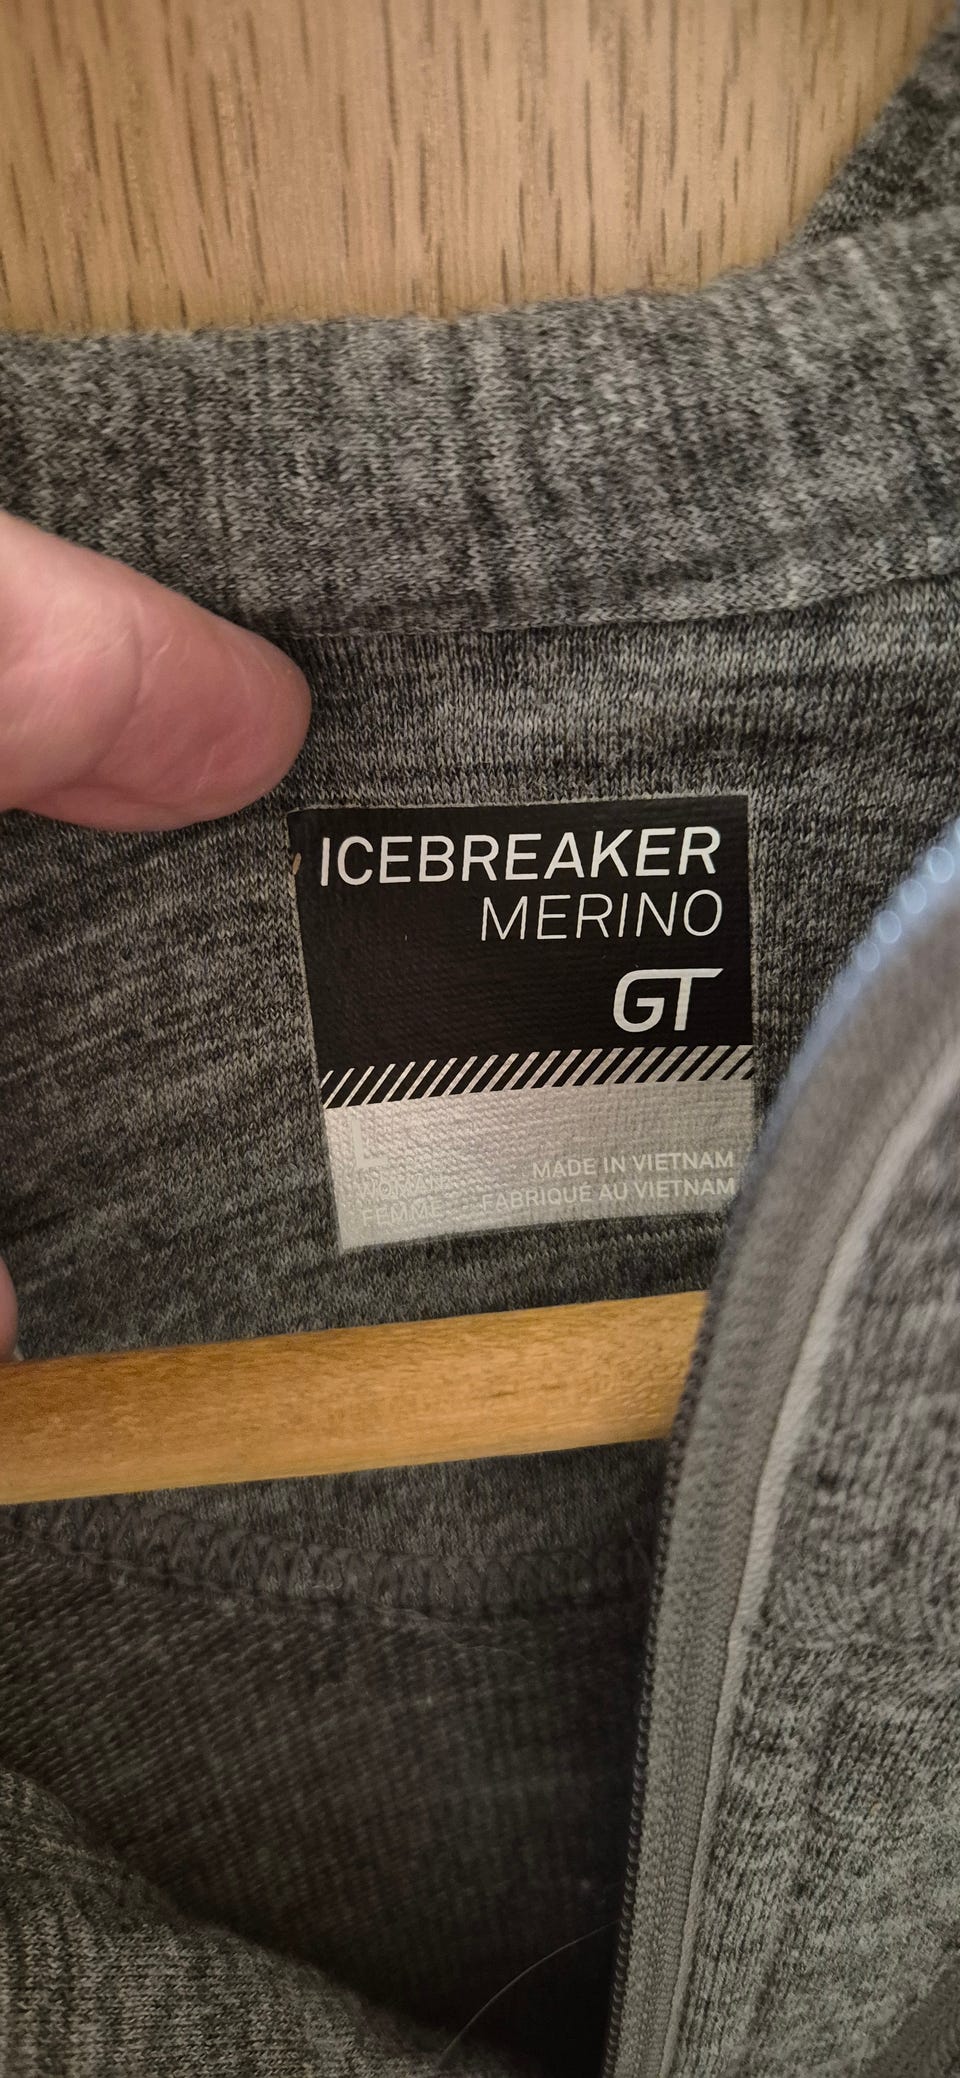 ICEBREAKER
MERINO
GT
L
WOMAN
FEMME
MADE IN VIETNAM
FABRIQUÉ AU VIETNAM